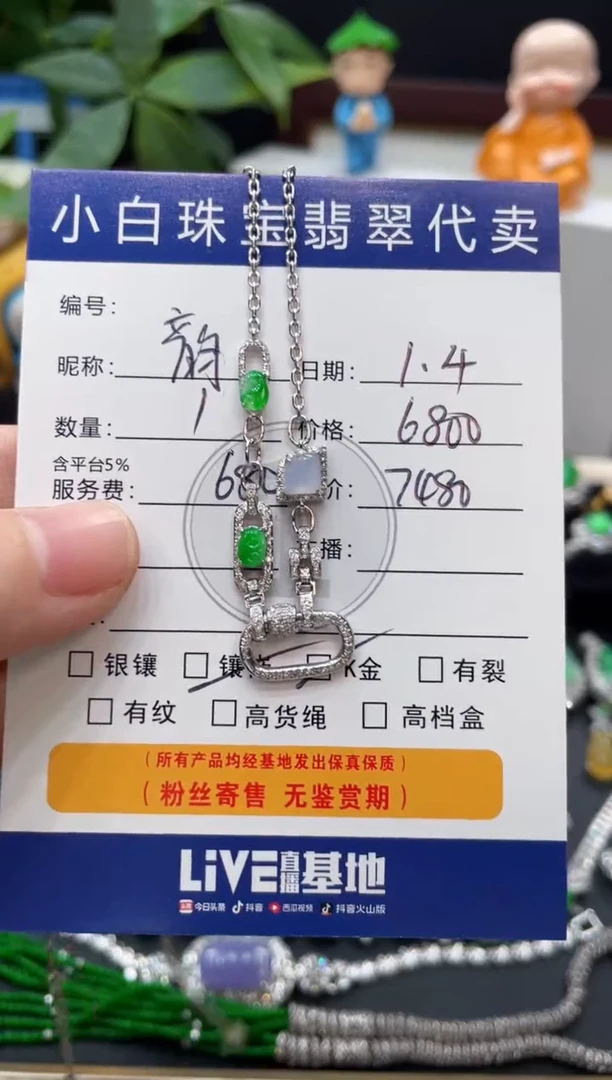 小白珠宝翡翠代卖
编号：
昵称： 韵 日期： 1.4
数量： 1 价格： 6800
含平台5%
服务费： 680 价： 7480
播：
银镶 镶 K金 有裂
有纹 高货绳 高档盒
（所有产品均经基地发出保真保质）
（粉丝寄售 无鉴赏期）
LiVE直播基地
头条 今日头条 抖音 西瓜视频 抖音火山版